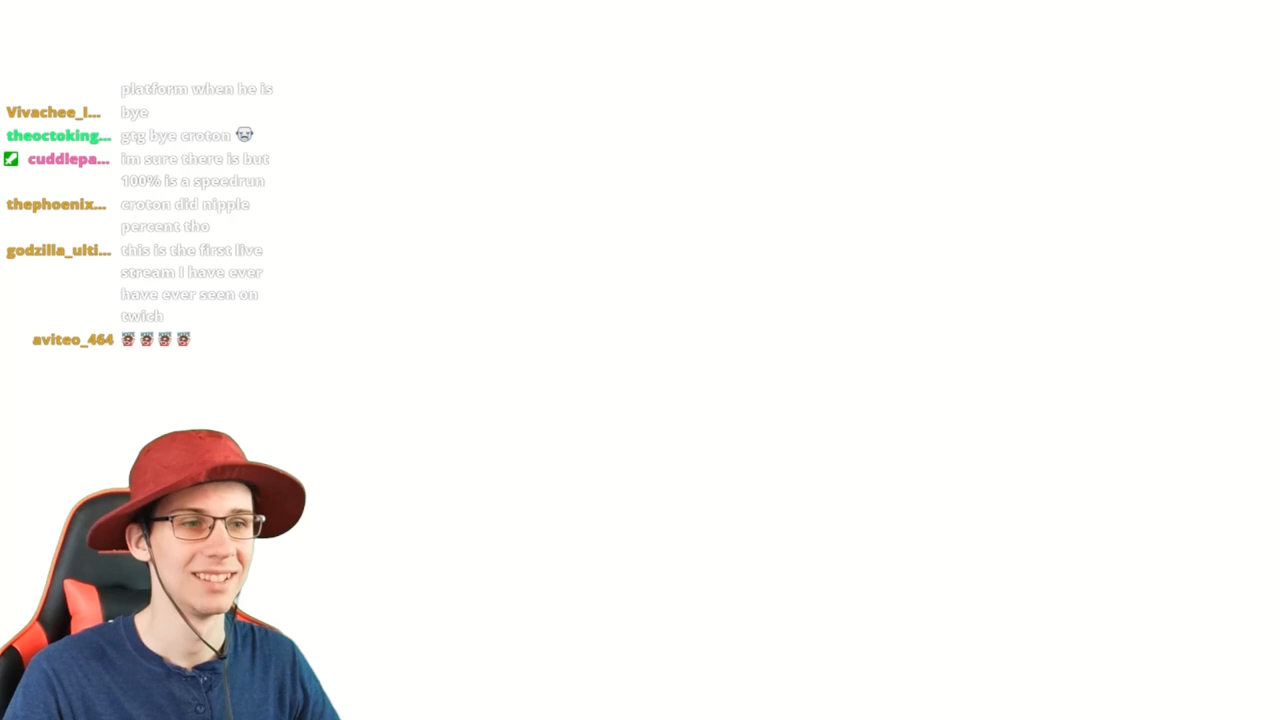 platform when he is
Vivachee_I... bye
theoctoking... gtg bye croton
cuddlepa... im sure there is but
100% is a speedrun
thephoenix... croton did nipple
percent tho
godzilla_ulti... this is the first live
stream I have ever
have ever seen on
twich
aviteo_464